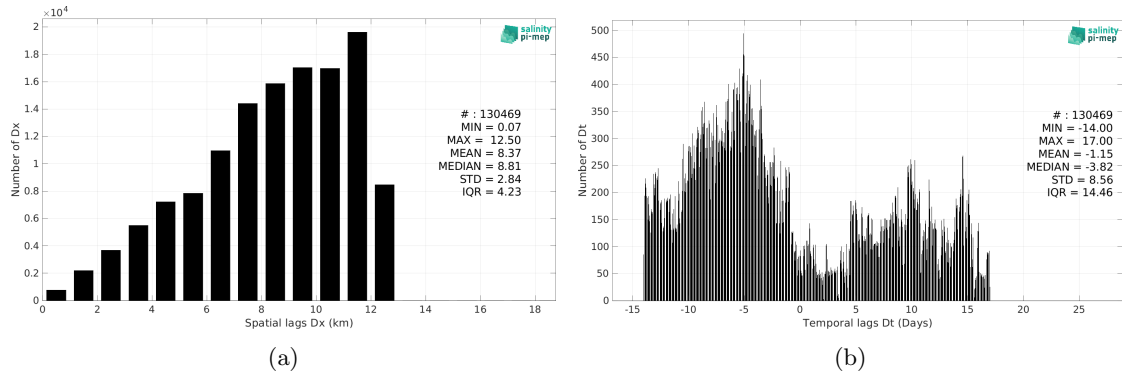 ×10⁴
2
1.8
1.6
1.4
1.2
1
0.8
0.6
0.4
0.2
0
Number of Dx
salinity
pi-mep
# : 130469
MIN = 0.07
MAX = 12.50
MEAN = 8.37
MEDIAN = 8.81
STD = 2.84
IQR = 4.23
0 2 4 6 8 10 12 14 16 18
Spatial lags Dx (km)
(a)
500
450
400
350
300
250
200
150
100
50
0
Number of Dt
salinity
pi-mep
# : 130469
MIN = -14.00
MAX = 17.00
MEAN = -1.15
MEDIAN = -3.82
STD = 8.56
IQR = 14.46
-15 -10 -5 0 5 10 15 20 25
Temporal lags Dt (Days)
(b)